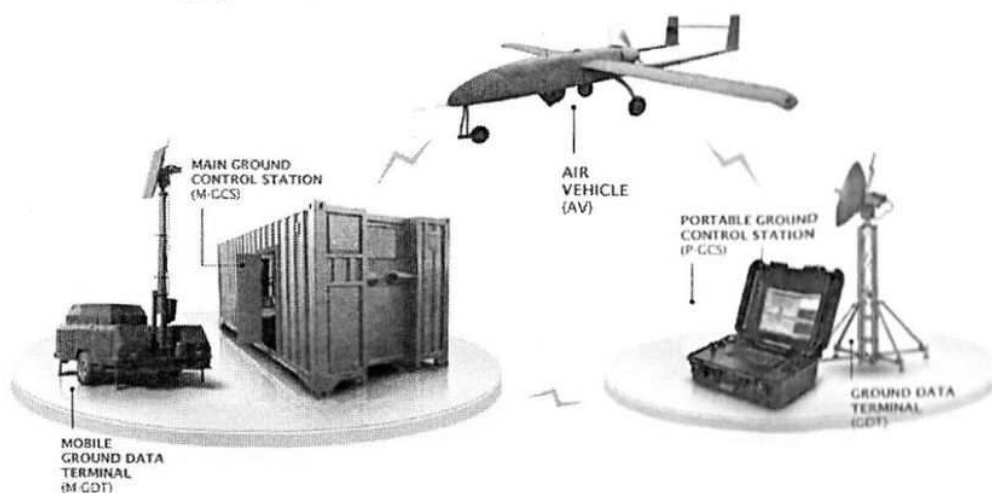 MAIN GROUND
CONTROL STATION
(M-GCS)
AIR
VEHICLE
(AV)
PORTABLE GROUND
CONTROL STATION
(P-GCS)
GROUND DATA
TERMINAL
(GDT)
MOBILE
GROUND DATA
TERMINAL
(M-GDT)